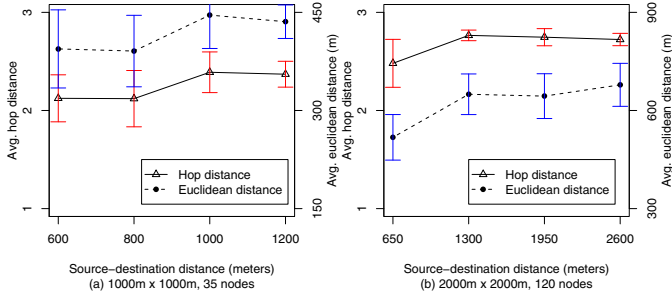 Avg. hop distance
3
2
1
450
300
150
Avg. euclidean distance (m)
Hop distance
Euclidean distance
600 800 1000 1200
Source−destination distance (meters)
(a) 1000m x 1000m, 35 nodes
Avg. hop distance
3
2
1
900
600
300
Avg. euclidean distance (m)
Hop distance
Euclidean distance
650 1300 1950 2600
Source−destination distance (meters)
(b) 2000m x 2000m, 120 nodes